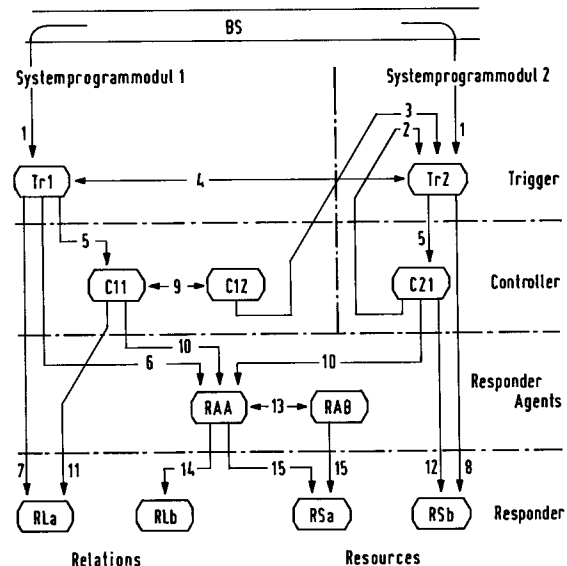 BS
Systemprogrammodul 1
Systemprogrammodul 2
3
2
1
1
Tr1
4
Tr2
Trigger
5
5
C11
9
C12
C21
Controller
10
6
10
Responder
Agents
RAA
13
RAB
7
11
14
15
15
12
8
RLa
RLb
RSa
RSb
Responder
Relations
Resources